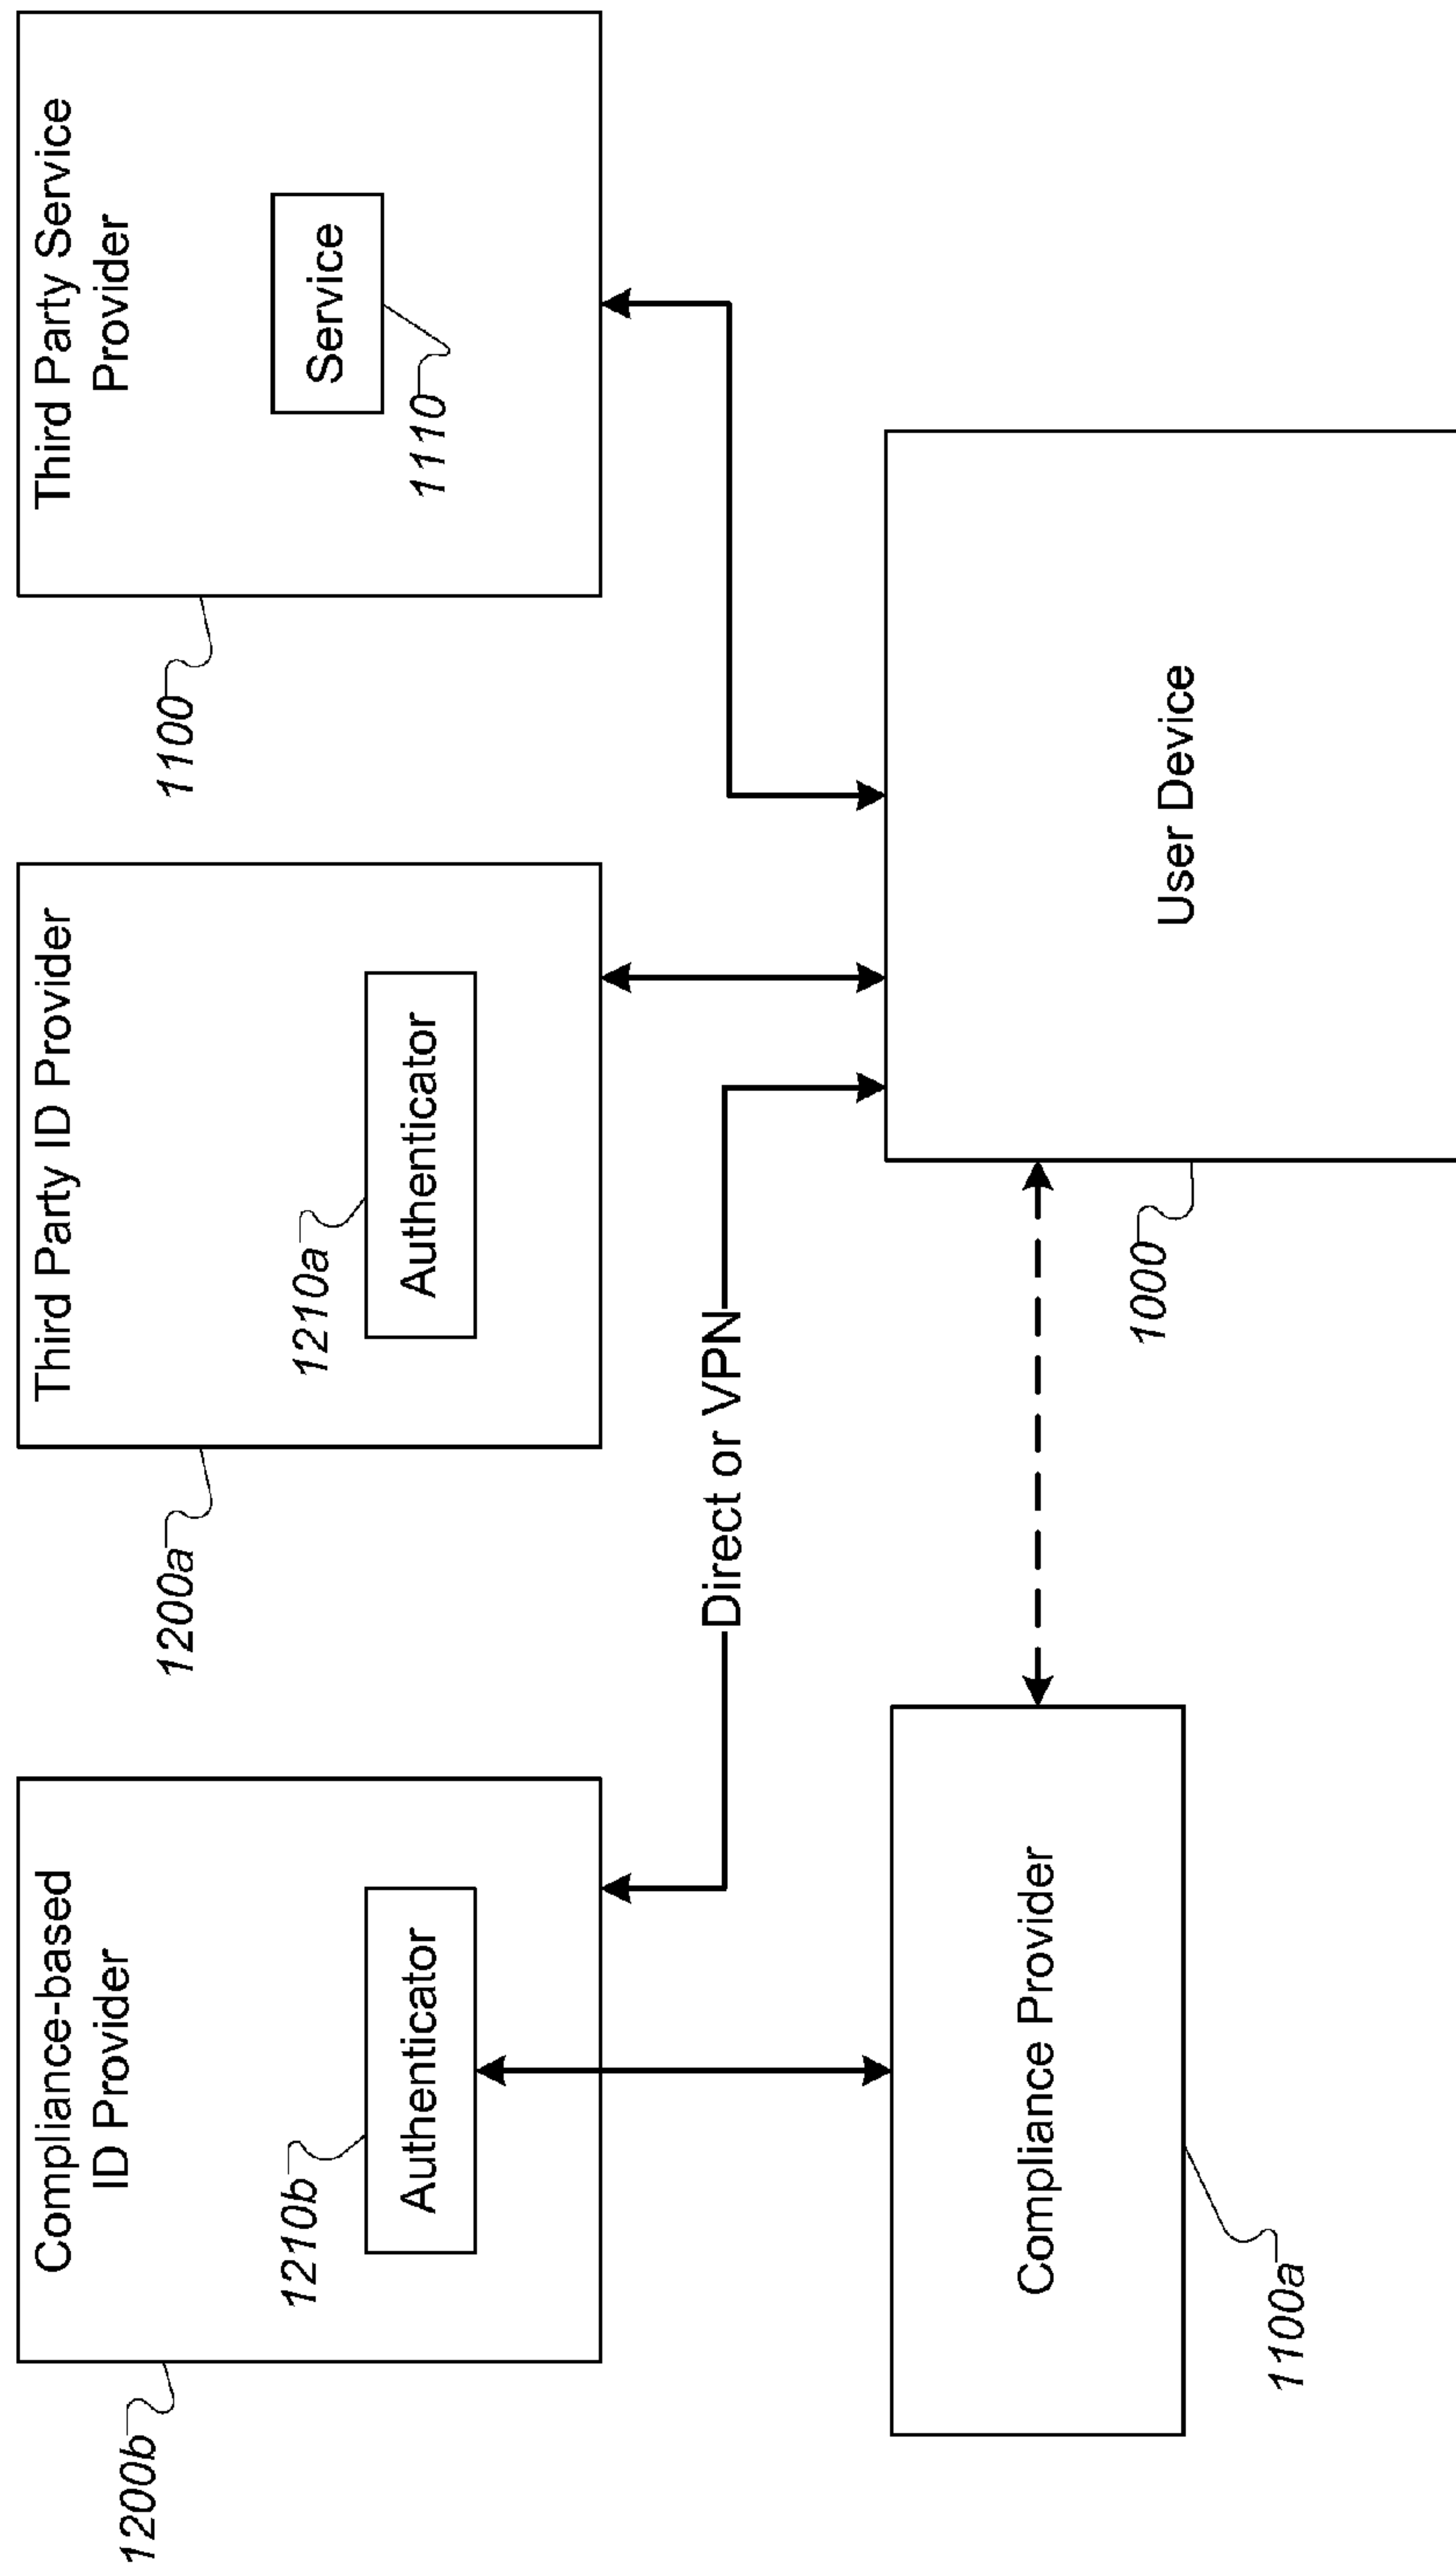 1200b
Compliance-based
ID Provider
1210b
Authenticator
1200a
Third Party ID Provider
1210a
Authenticator
1100
Third Party Service
Provider
Service
1110
Direct or VPN
Compliance Provider
1100a
User Device
1000